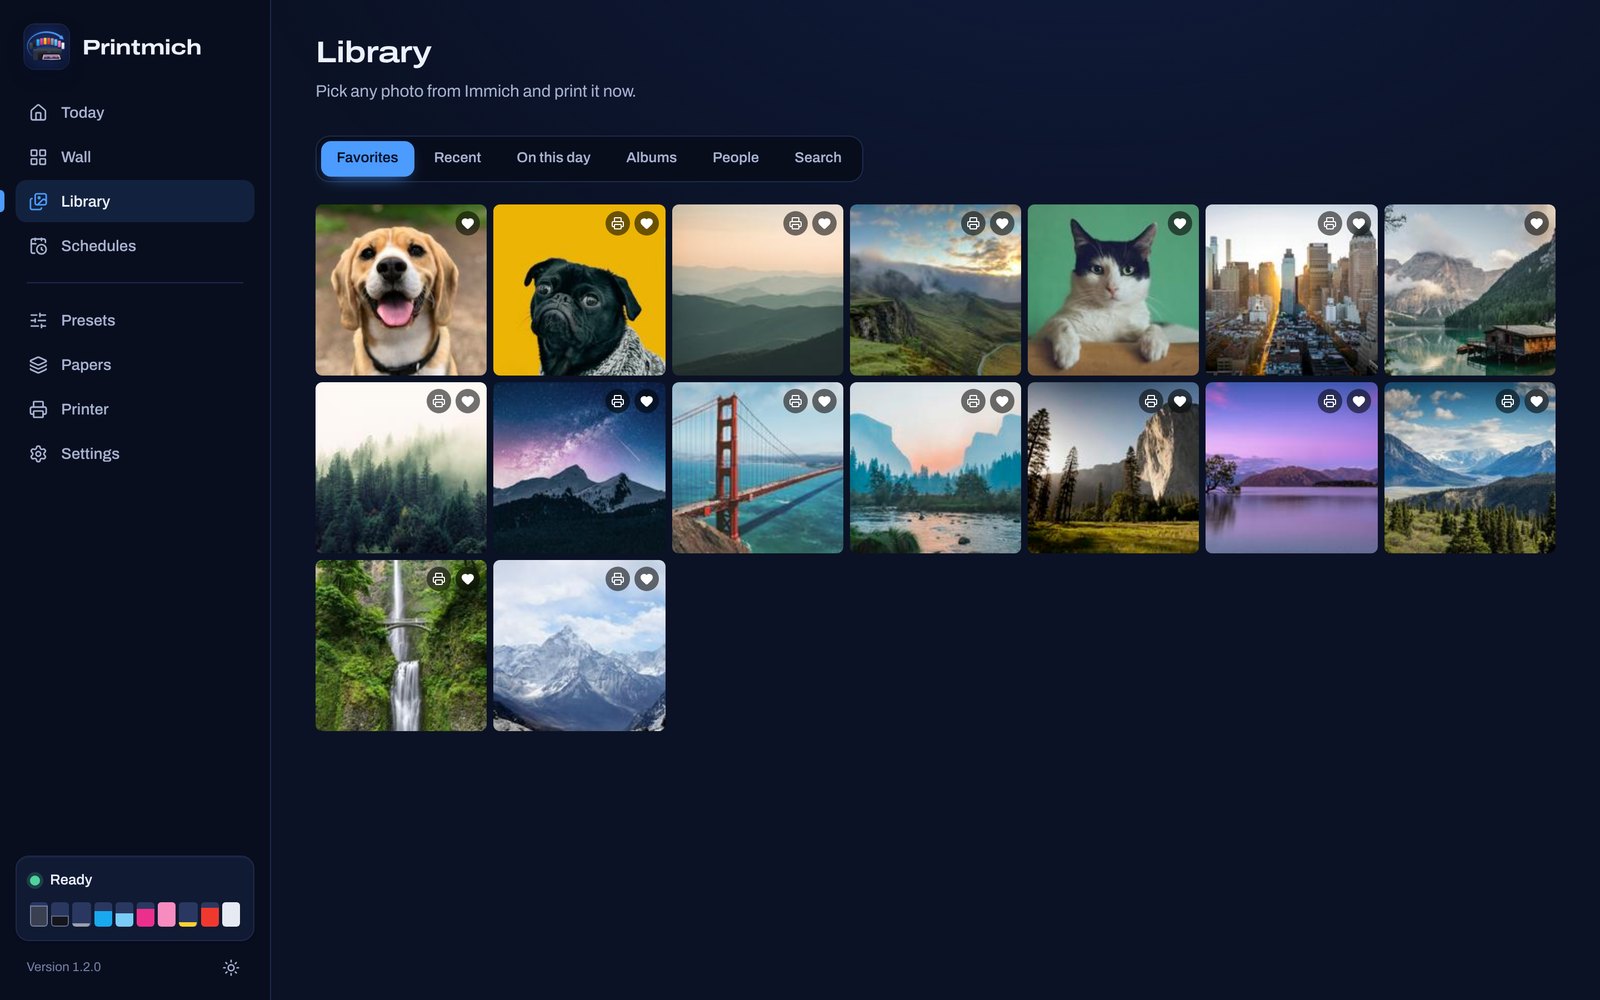 Printmich
Today
Wall
Library
Schedules
Presets
Papers
Printer
Settings
Ready
Version 1.2.0
Library
Pick any photo from Immich and print it now.
Favorites
Recent
On this day
Albums
People
Search